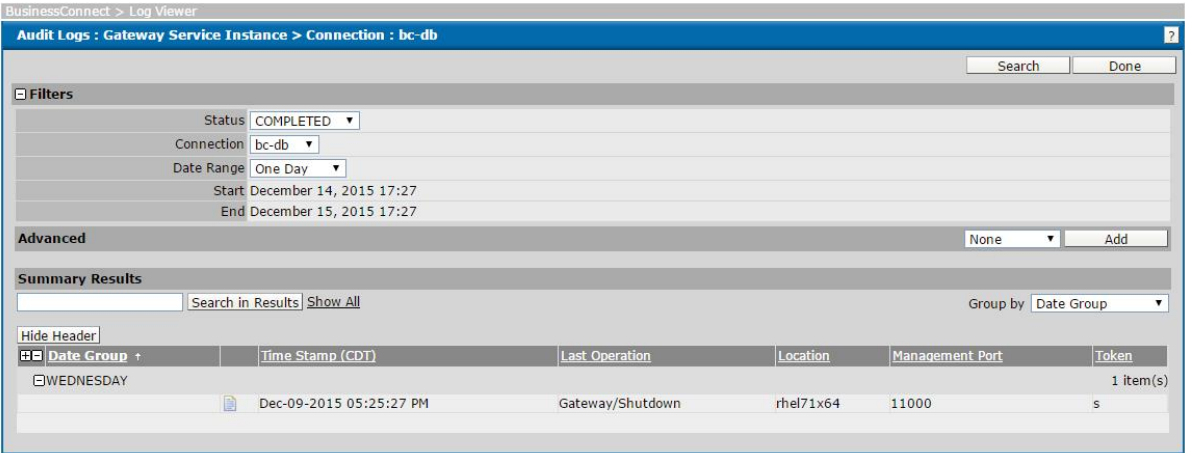 BusinessConnect > Log Viewer
Audit Logs : Gateway Service Instance > Connection : bc-db ?
Search Done
Filters
Status COMPLETED
Connection bc-db
Date Range One Day
Start December 14, 2015 17:27
End December 15, 2015 17:27
Advanced None Add
Summary Results
Search in Results Show All Group by Date Group
Hide Header
Date Group Time Stamp (CDT) Last Operation Location Management Port Token
WEDNESDAY 1 item(s)
Dec-09-2015 05:25:27 PM Gateway/Shutdown rhel71x64 11000 s